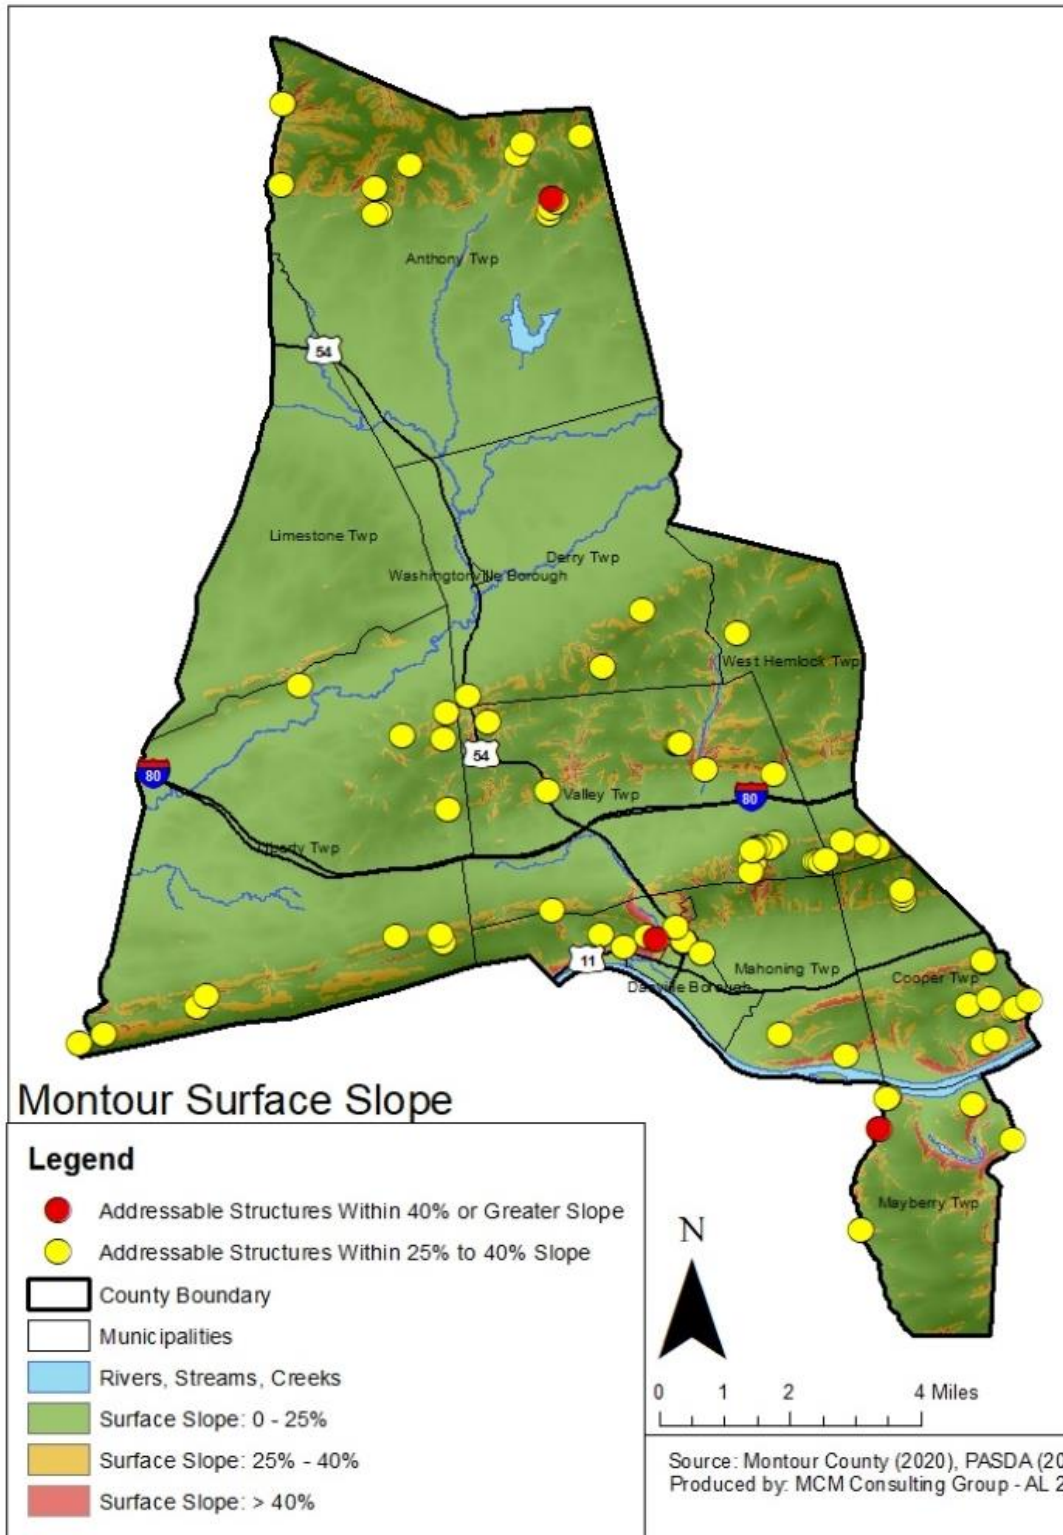 Anthony Twp
54
Limestone Twp
Derry Twp
Washingtonville Borough
West Hemlock Twp
54
80
80
Valley Twp
Liberty Twp
11
Mahoning Twp
Cooper Twp
Danville Borough
Montour Surface Slope
Mayberry Twp
Legend
Addressable Structures Within 40% or Greater Slope
Addressable Structures Within 25% to 40% Slope
County Boundary
Municipalities
Rivers, Streams, Creeks
Surface Slope: 0 - 25%
Surface Slope: 25% - 40%
Surface Slope: > 40%
N
0 1 2 4 Miles
Source: Montour County (2020), PASDA (20
Produced by: MCM Consulting Group - AL 2